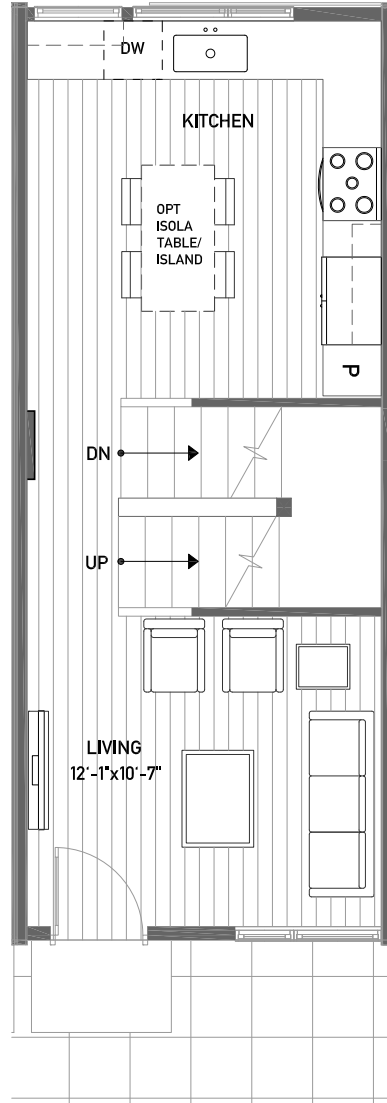 DW
KITCHEN
OPT
ISOLA
TABLE/
ISLAND
P
DN
UP
LIVING
12'-1"x10'-7"